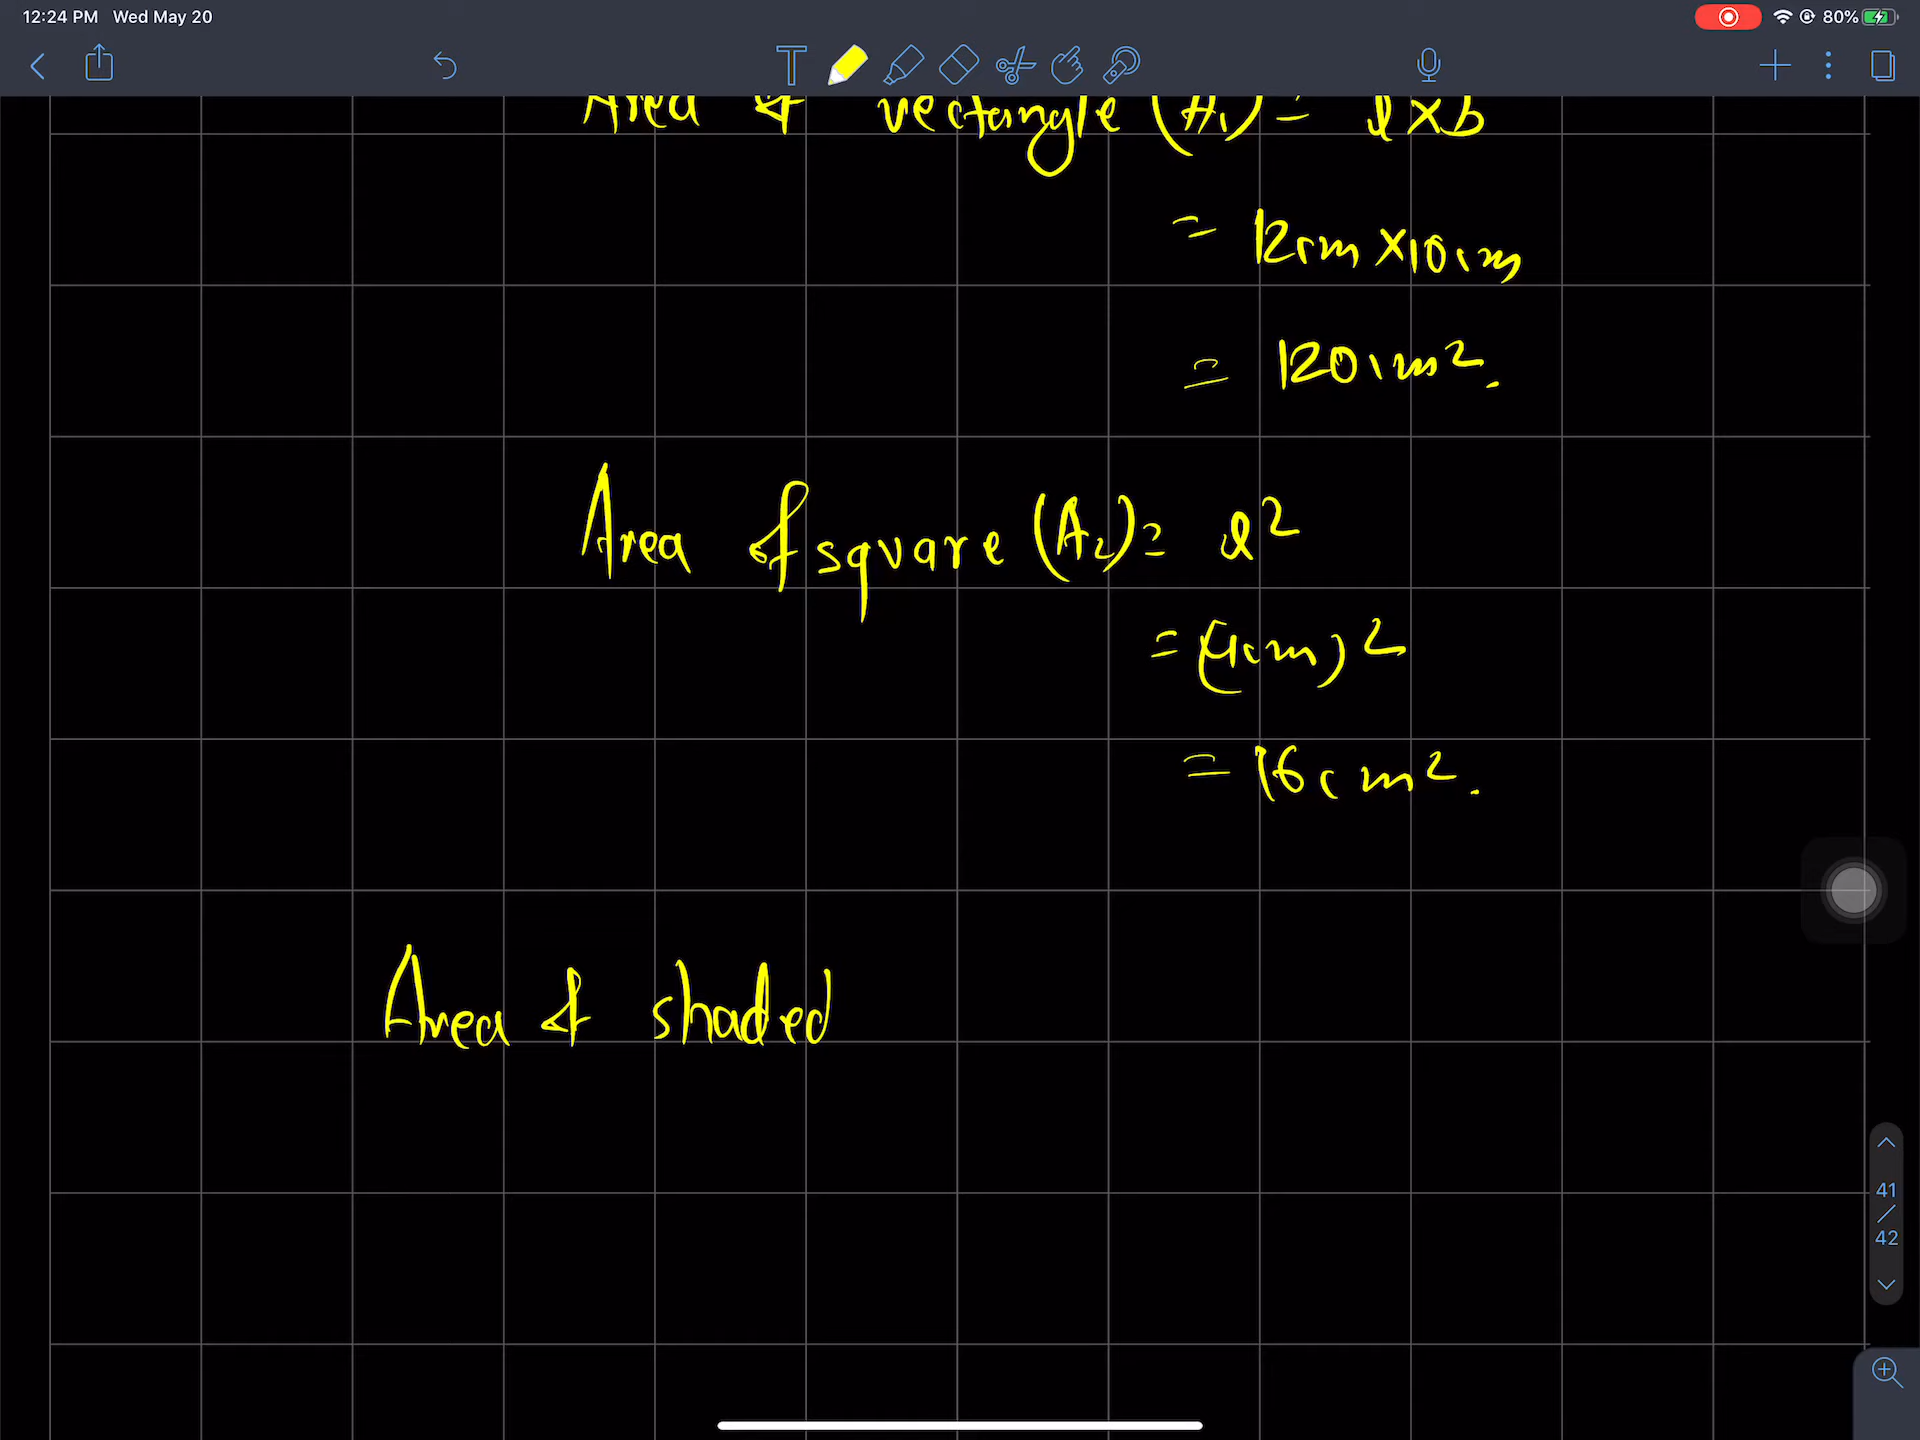 12:24 PM Wed May 20
80%
Area of rectangle (A₁) = l × b
= 12cm × 10cm
= 120cm².
Area of square (A₂) = l²
= (4cm)²
= 16cm².
Area of shaded
41
/
42